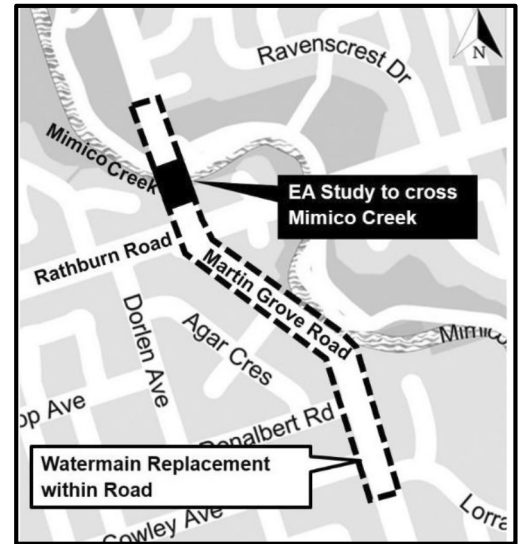 Ravenscrest Dr
N
Mimico Creek
EA Study to cross
Mimico Creek
Rathburn Road
Martin Grove Road
Dorlen Ave
Agar Cres
Mimico
op Ave
Donalbert Rd
Watermain Replacement
within Road
Cowley Ave
Lorra